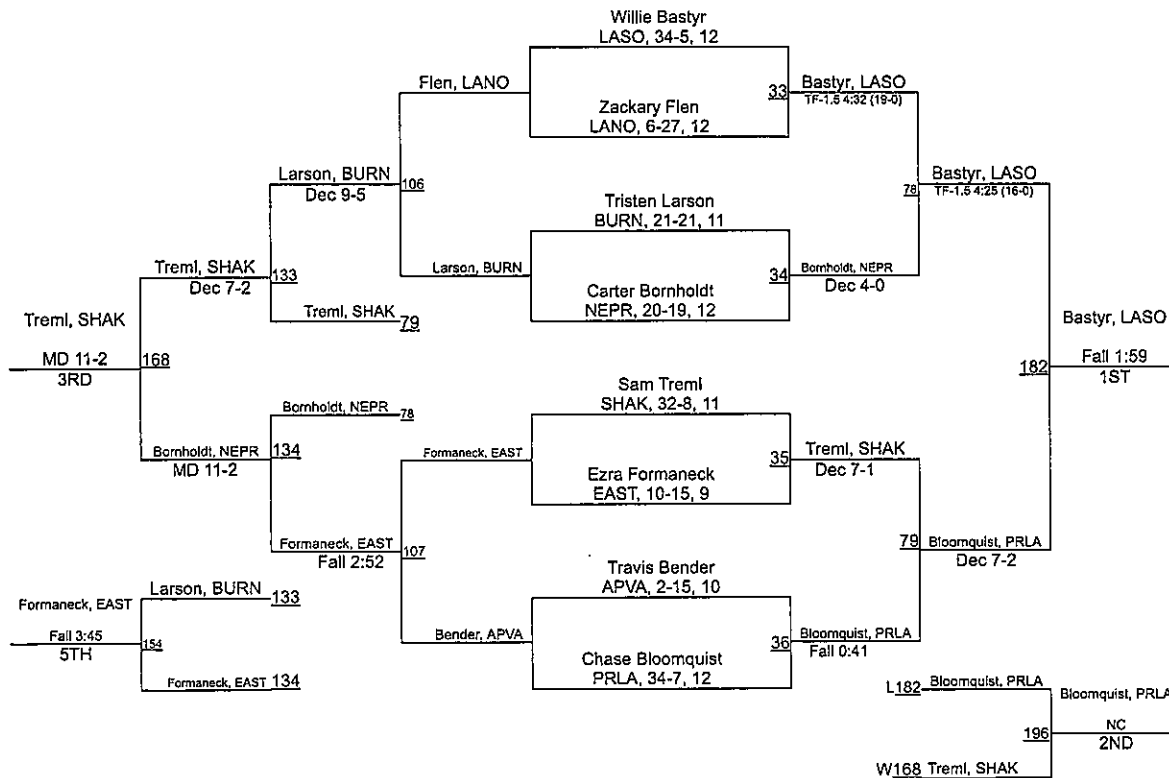 Willie Bastyr
LASO, 34-5, 12
Flen, LANO
33
Bastyr, LASO
TF-1.5 4:32 (19-0)
Zackary Flen
LANO, 6-27, 12
Larson, BURN
Dec 9-5
106
Bastyr, LASO
TF-1.5 4:25 (16-0)
78
Tristen Larson
BURN, 21-21, 11
Treml, SHAK
Dec 7-2
133
Larson, BURN
34
Bornholdt, NEPR
Dec 4-0
Carter Bornholdt
NEPR, 20-19, 12
Treml, SHAK
79
Treml, SHAK
MD 11-2
3RD
168
Bastyr, LASO
Fall 1:59
1ST
182
Sam Treml
SHAK, 32-8, 11
Bornholdt, NEPR
78
Bornholdt, NEPR
MD 11-2
134
Formaneck, EAST
35
Treml, SHAK
Dec 7-1
Ezra Formaneck
EAST, 10-15, 9
Formaneck, EAST
Fall 2:52
107
79
Bloomquist, PRLA
Dec 7-2
Travis Bender
APVA, 2-15, 10
Larson, BURN
133
Formaneck, EAST
Fall 3:45
5TH
154
Bender, APVA
36
Bloomquist, PRLA
Fall 0:41
Chase Bloomquist
PRLA, 34-7, 12
Formaneck, EAST
134
L182
Bloomquist, PRLA
Bloomquist, PRLA
NC
2ND
196
W168
Treml, SHAK